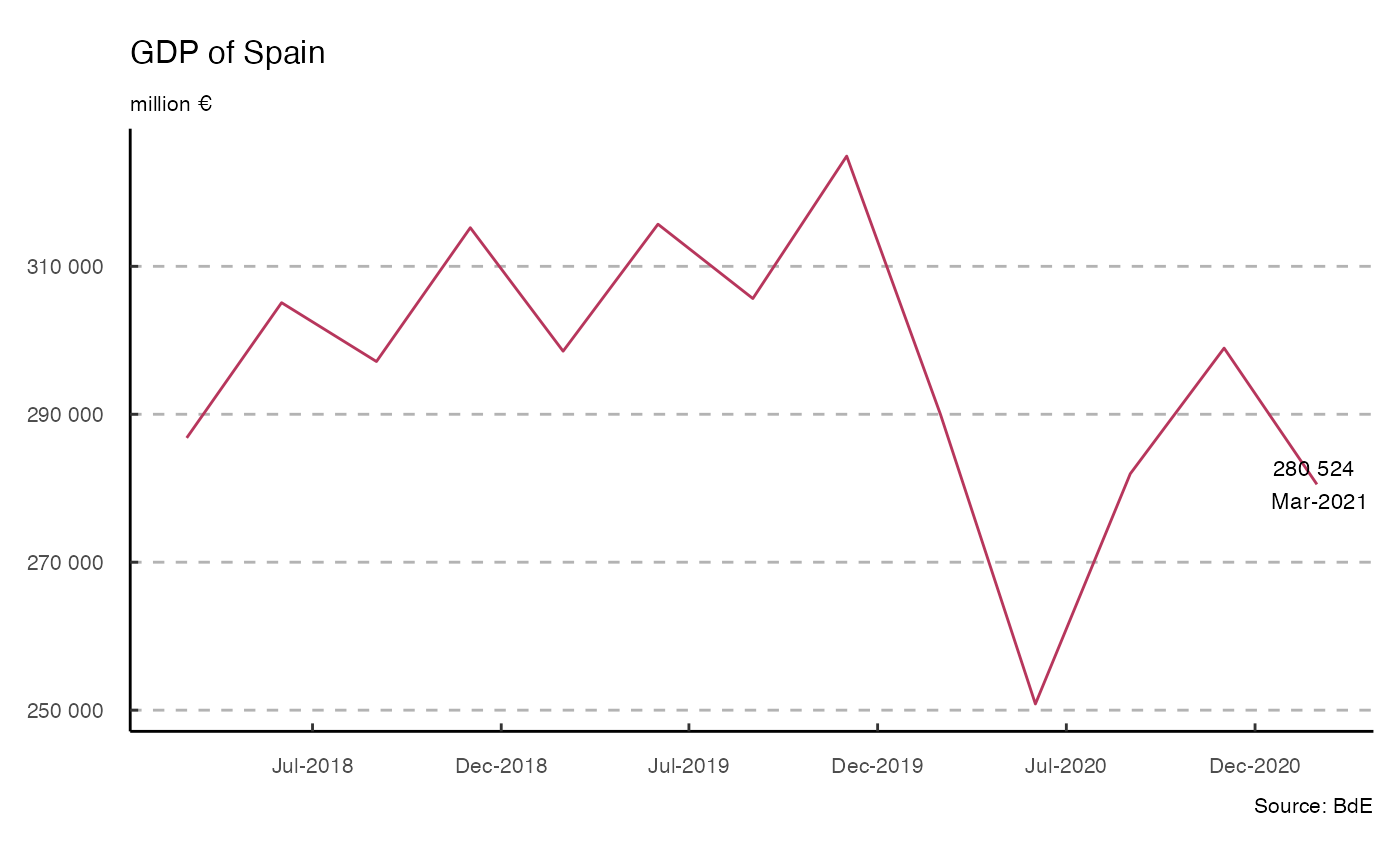 GDP of Spain
million €
310 000
290 000
280 524
Mar-2021
270 000
250 000
Jul-2018 Dec-2018 Jul-2019 Dec-2019 Jul-2020 Dec-2020
Source: BdE